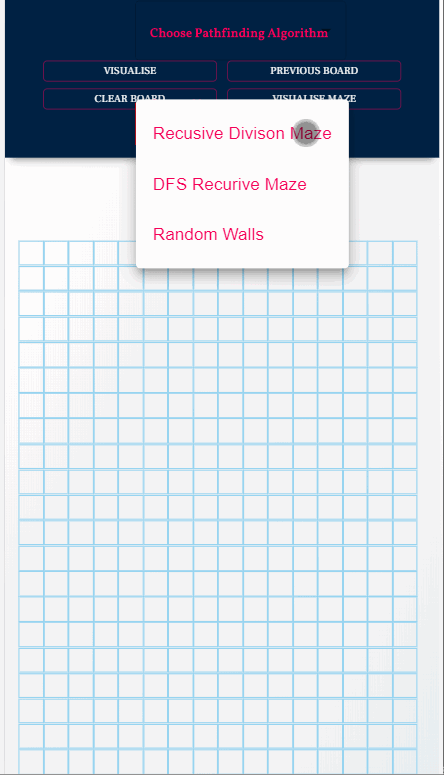 Choose Pathfinding Algorithm
VISUALISE
PREVIOUS BOARD
CLEAR BOARD
VISUALISE MAZE
Recusive Divison Maze
DFS Recurive Maze
Random Walls